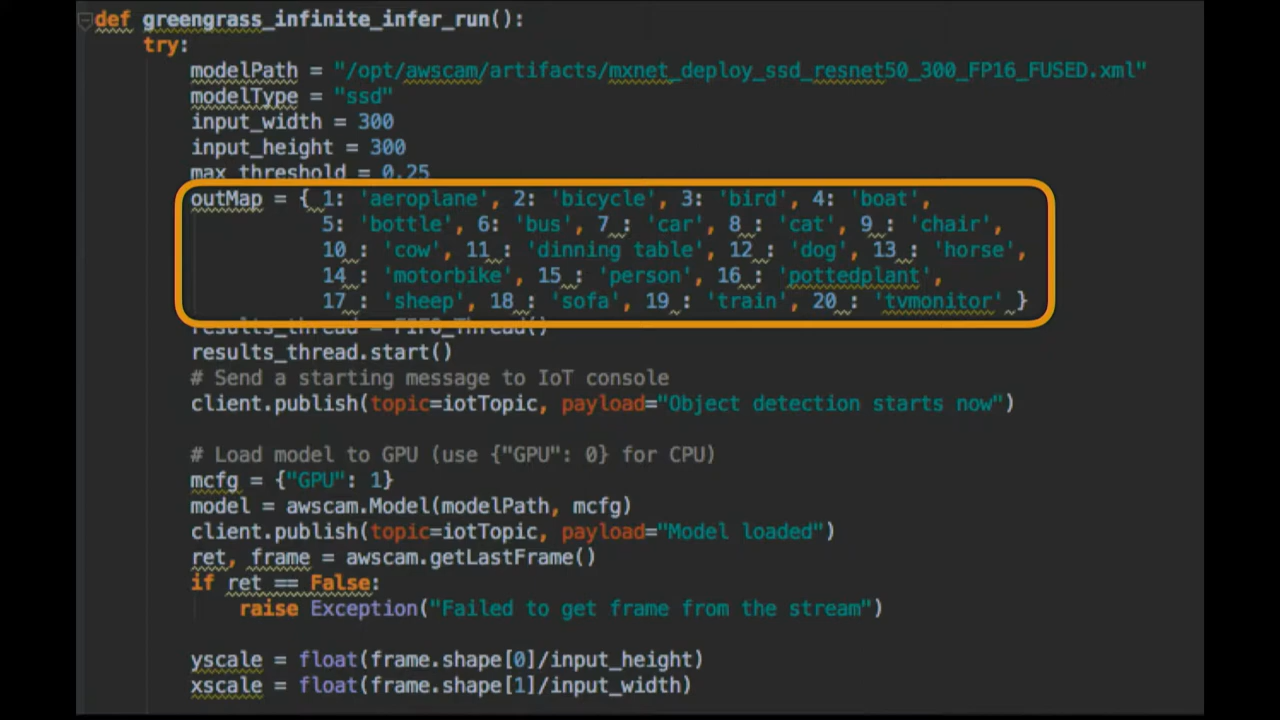 def greengrass_infinite_infer_run():
try:
modelPath = "/opt/awscam/artifacts/mxnet_deploy_ssd_resnet50_300_FP16_FUSED.xml"
modelType = "ssd"
input_width = 300
input_height = 300
max_threshold = 0.25
outMap = { 1: 'aeroplane', 2: 'bicycle', 3: 'bird', 4: 'boat',
5: 'bottle', 6: 'bus', 7 : 'car', 8 : 'cat', 9 : 'chair',
10 : 'cow', 11 : 'dinning table', 12 : 'dog', 13 : 'horse',
14 : 'motorbike', 15 : 'person', 16 : 'pottedplant',
17 : 'sheep', 18 : 'sofa', 19 : 'train', 20 : 'tvmonitor' }
results_thread = FIFO_Thread()
results_thread.start()
# Send a starting message to IoT console
client.publish(topic=iotTopic, payload="Object detection starts now")
# Load model to GPU (use {"GPU": 0} for CPU)
mcfg = {"GPU": 1}
model = awscam.Model(modelPath, mcfg)
client.publish(topic=iotTopic, payload="Model loaded")
ret, frame = awscam.getLastFrame()
if ret == False:
raise Exception("Failed to get frame from the stream")
yscale = float(frame.shape[0]/input_height)
xscale = float(frame.shape[1]/input_width)